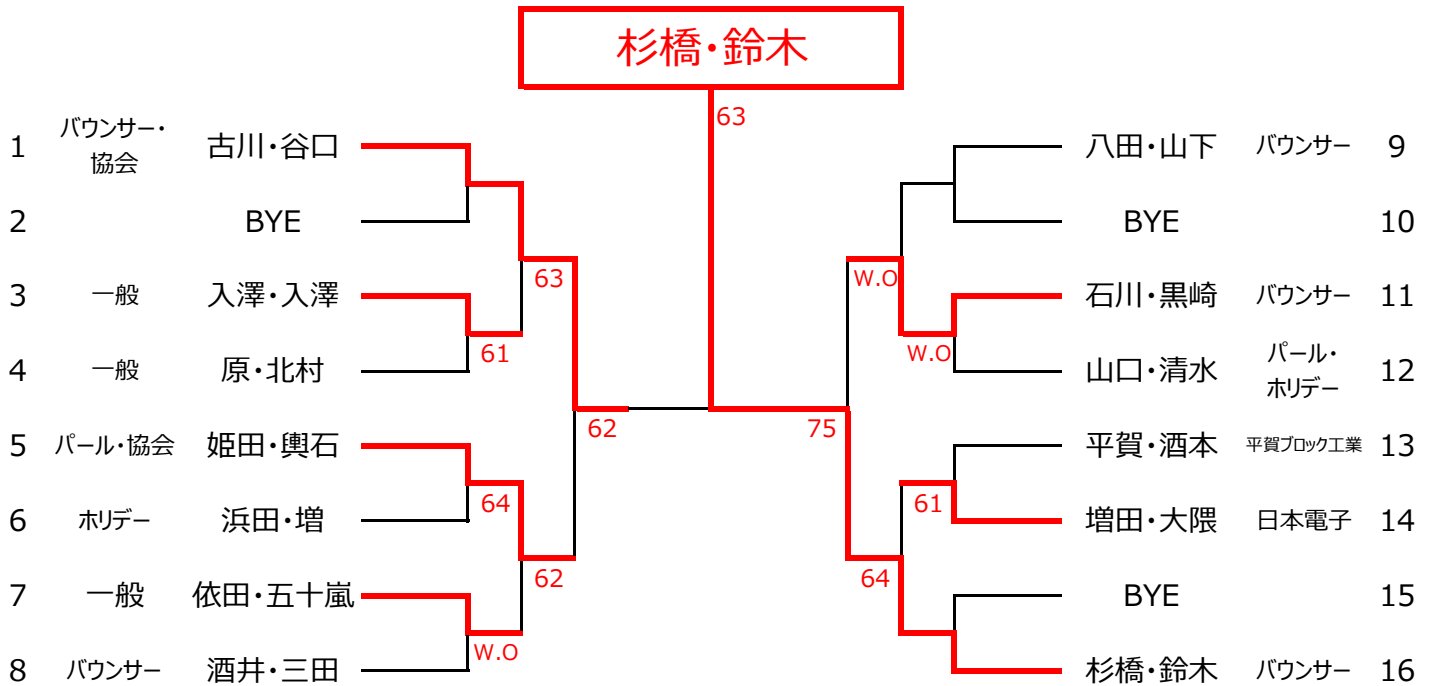 杉橋・鈴木
63
1 バウンサー・協会 古川・谷口
2 BYE
63
3 一般 入澤・入澤
61
4 一般 原・北村
62
5 パール・協会 姫田・輿石
64
6 ホリデー 浜田・増
62
7 一般 依田・五十嵐
W.O
8 バウンサー 酒井・三田
八田・山下 バウンサー 9
BYE 10
W.O
石川・黒崎 バウンサー 11
W.O
山口・清水 パール・ホリデー 12
75
平賀・酒本 平賀ブロック工業 13
61
増田・大隈 日本電子 14
64
BYE 15
杉橋・鈴木 バウンサー 16